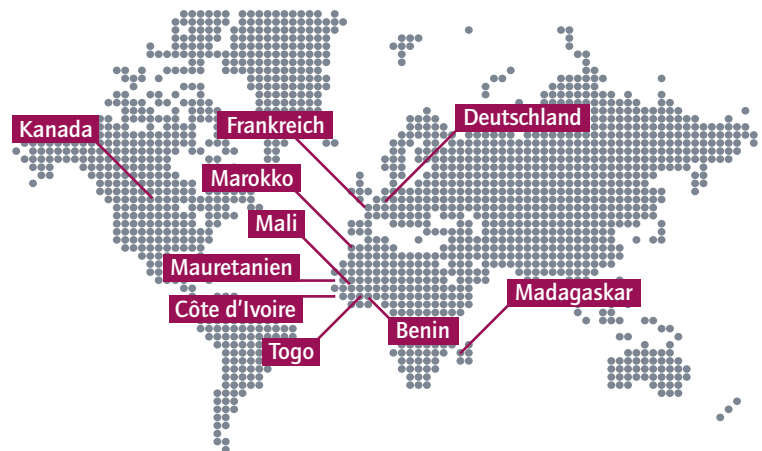 Kanada
Frankreich
Deutschland
Marokko
Mali
Mauretanien
Côte d'Ivoire
Madagaskar
Benin
Togo